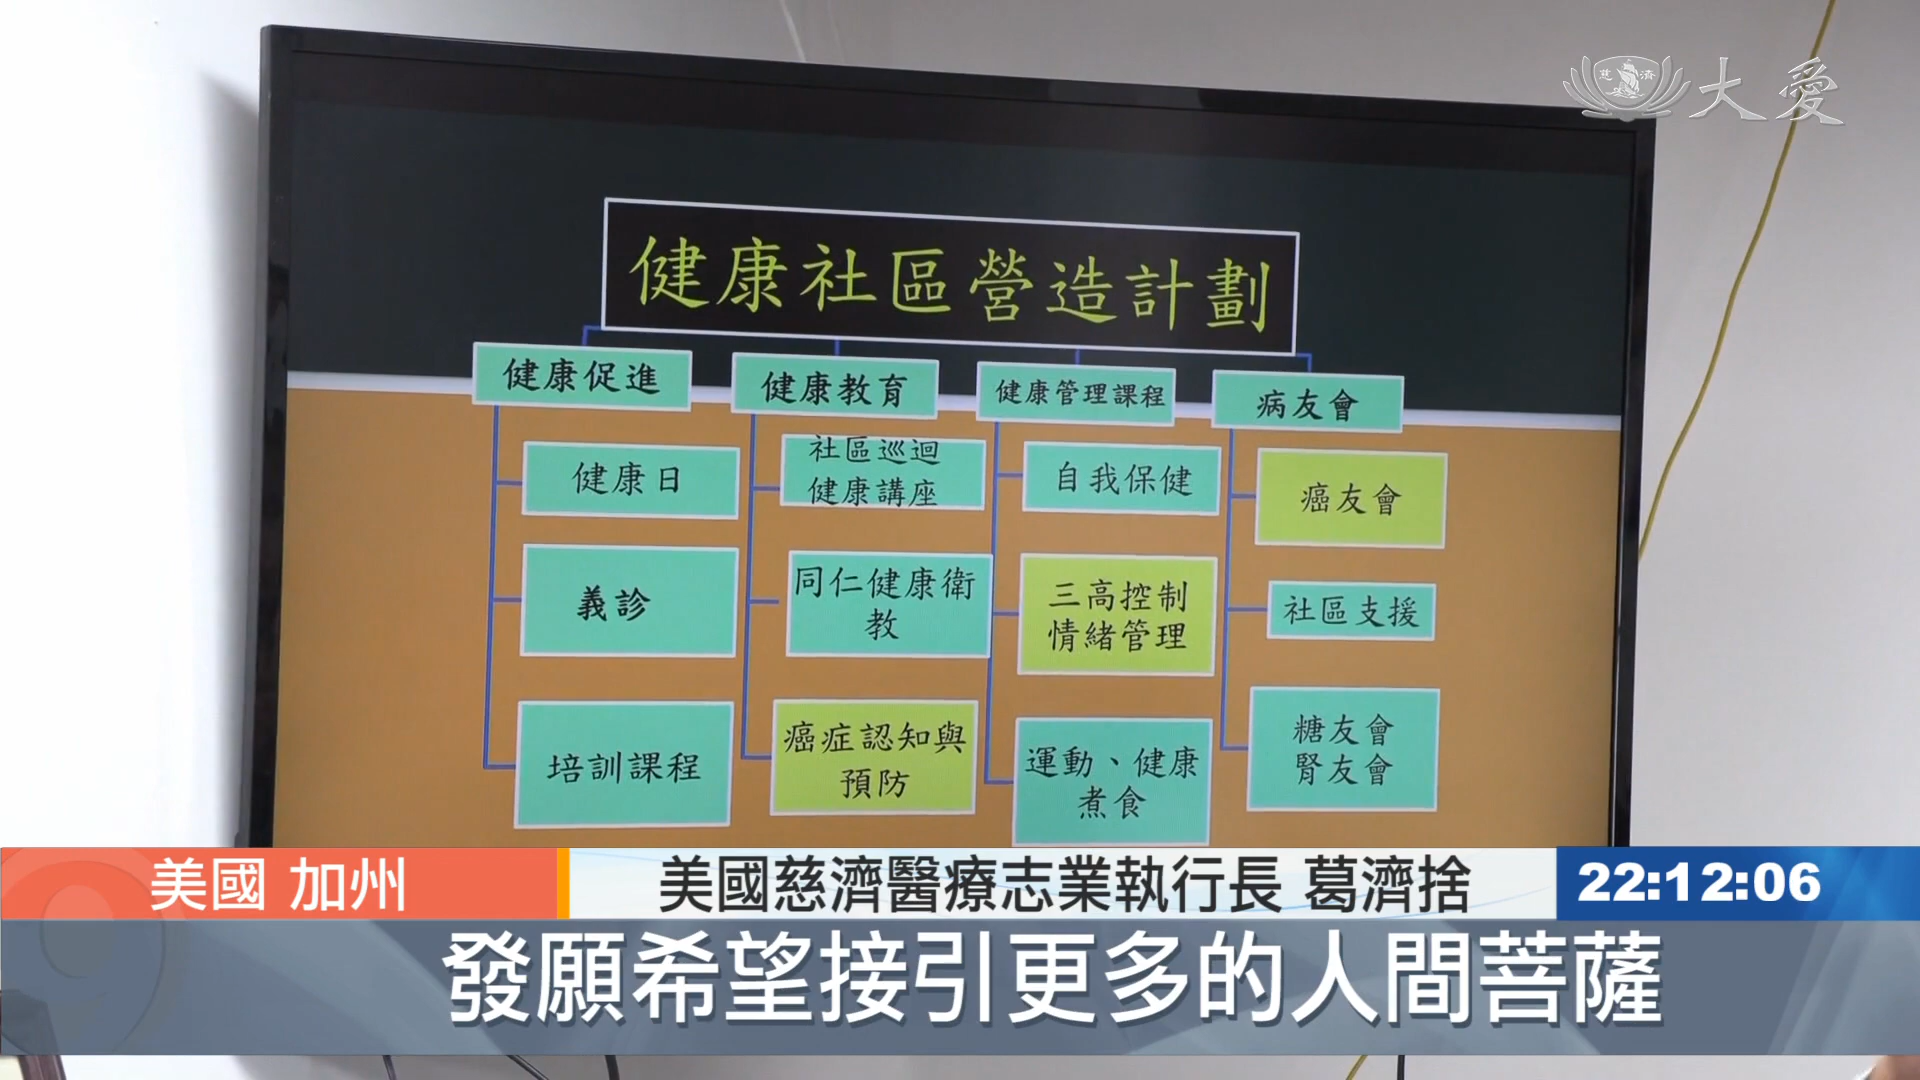 慈濟
大愛
健康社區營造計劃
健康促進
健康教育
健康管理課程
病友會
健康日
社區巡迴
健康講座
自我保健
癌友會
義診
同仁健康衛
教
三高控制
情緒管理
社區支援
培訓課程
癌症認知與
預防
運動、健康
煮食
糖友會
腎友會
美國 加州
美國慈濟醫療志業執行長 葛濟捨
22:12:06
發願希望接引更多的人間菩薩